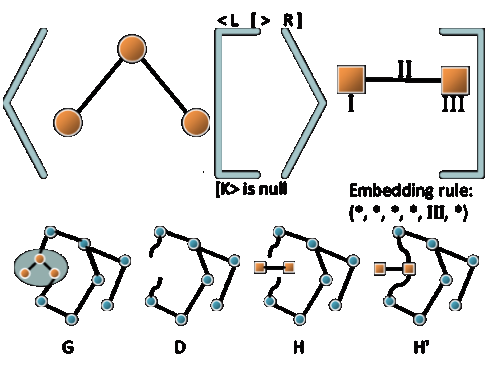 < L [ > R ]
II
I III
[K> is null Embedding rule:
(*, *, *, *, III, *)
G D H H'